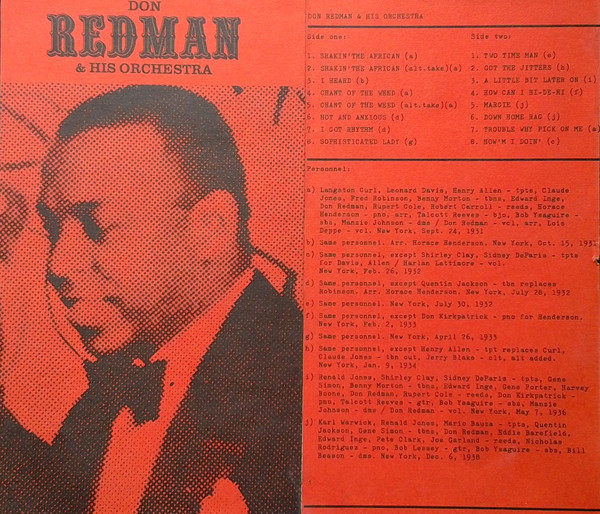 DON
REDMAN
& HIS ORCHESTRA
DON REDMAN & HIS ORCHESTRA
Side one:
1. SHAKIN'THE AFRICAN (a)
2. SHAKIN'THE AFRICAN (alt.take)(a)
3. I HEARD (b)
4. CHANT OF THE WEED (a)
5. CHANT OF THE WEED (alt.take)(a)
6. HOT AND ANXIOUS (d)
7. I GOT RHYTHM (d)
8. SOPHISTICATED LADY (g)
Side two:
1. TWO TIME MAN (e)
2. GOT THE JITTERS (h)
3. A LITTLE BIT LATER ON (i)
4. HOW CAN I HI-DE-HI (f)
5. MARGIE (j)
6. DOWN HOME RAG (j)
7. TROUBLE WHY PICK ON ME (a)
8. HOW'M I DOIN' (c)
Personnel:
a) Langston Curl, Leonard Davis, Henry Allen - tpts, Claude
Jones, Fred Robinson, Benny Morton - tbns, Edward Inge,
Don Redman, Rupert Cole, Robert Carroll - reeds, Horace
Henderson - pno, arr, Talcott Reeves - bjo, Bob Ysaguire -
sbs, Manzie Johnson - dms / Don Redman - vcl, arr, Lois
Deppe - vcl. New York, Sept. 24, 1931
b) Same personnel. Arr. Horace Henderson. New York, Oct. 15, 1931
c) Same personnel, except Shirley Clay, Sidney DeParis - tpts
for Davis, Allen / Harlan Lattimore - vcl.
New York, Feb. 26, 1932
d) Same personnel, except Quentin Jackson - tbn replaces
Robinson. Arr. Horace Henderson. New York, July 26, 1932
e) Same personnel. New York, July 30, 1932
f) Same personnel, except Don Kirkpatrick - pno for Henderson.
New York, Feb. 2, 1933
g) Same personnel. New York, April 26, 1933
h) Same personnel, except Henry Allen - tpt replaces Curl,
Claude Jones - tbn out. Jerry Blake - clt, alt added.
New York, Jan. 9, 1934
i) Renald Jones, Shirley Clay, Sidney DeParis - tpts, Gene
Simon, Benny Morton - tbns, Edward Inge, Gene Porter, Harvey
Boone, Don Redman, Rupert Cole - reeds, Don Kirkpatrick -
pno, Talcott Reeves - gtr, Bob Ysaguire - sbs, Manzie
Johnson - dms / Don Redman - vcl. New York, May 7, 1936
j) Karl Warwick, Renald Jones, Mario Bauza - tpts, Quentin
Jackson, Gene Simon - tbns, Don Redman, Eddie Barefield,
Edward Inge, Pete Clark, Joe Garland - reeds, Nicholas
Rodriguez - pno, Bob Lessey - gtr, Bob Ysaguire - sbs, Bill
Beason - dms. New York, Dec. 6, 1938